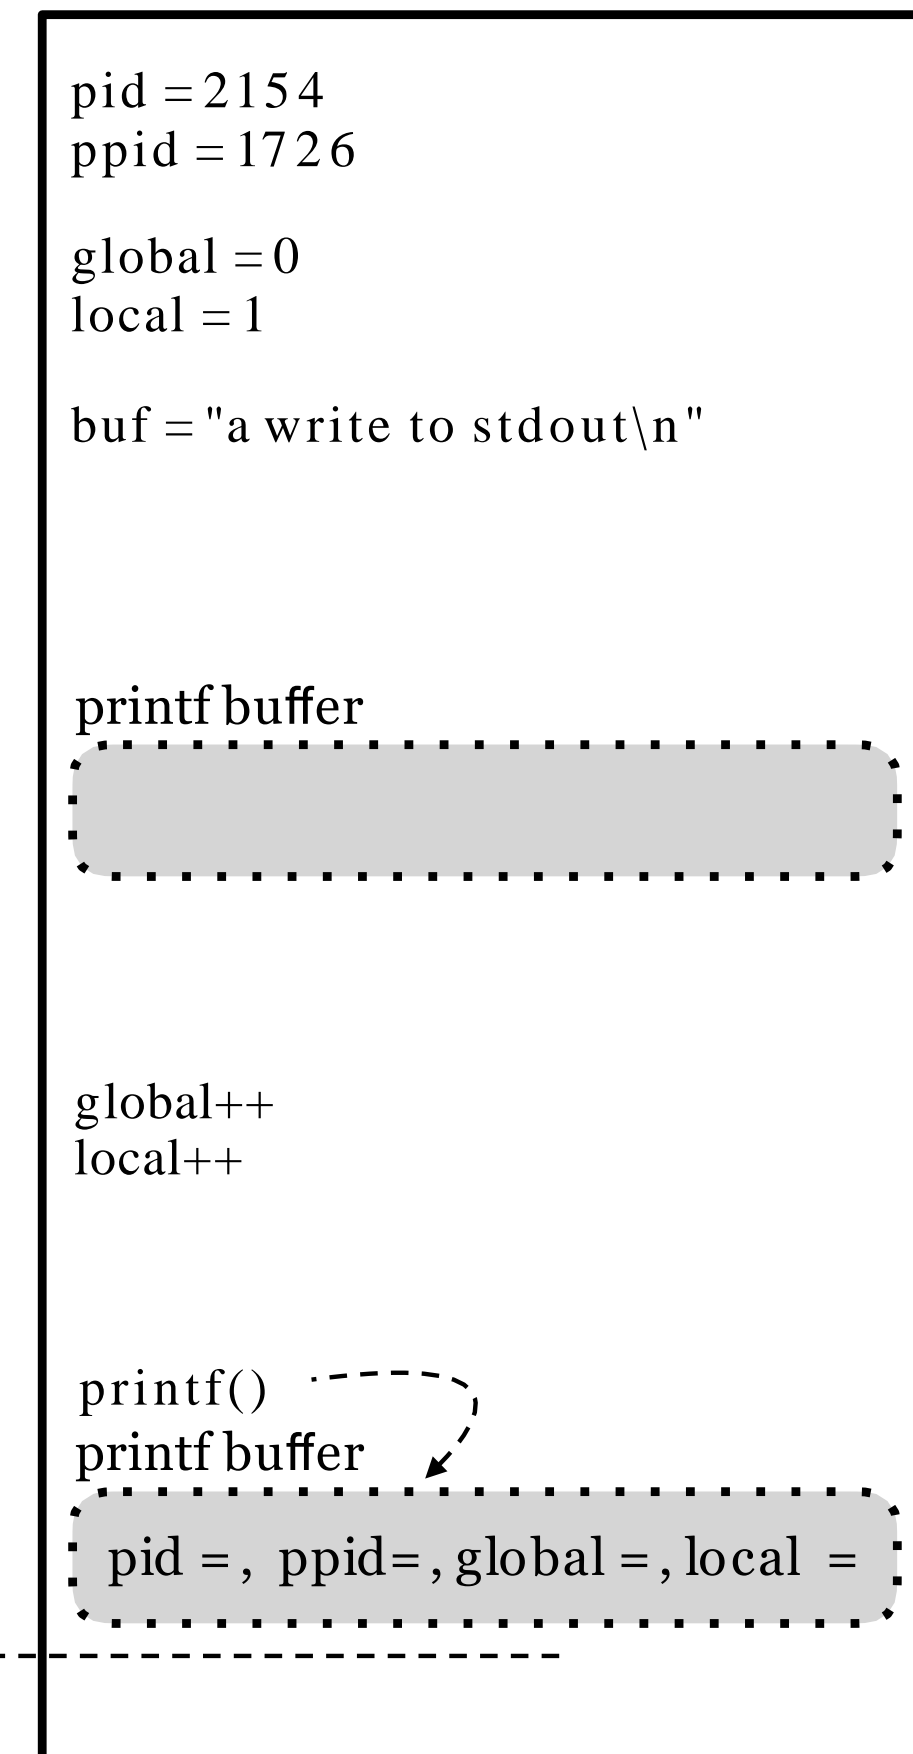 pid = 2154
ppid = 1726
global = 0
local = 1
buf = "a write to stdout\n"
printf buffer
global++
local++
printf()
printf buffer
pid = , ppid= , global = , local =